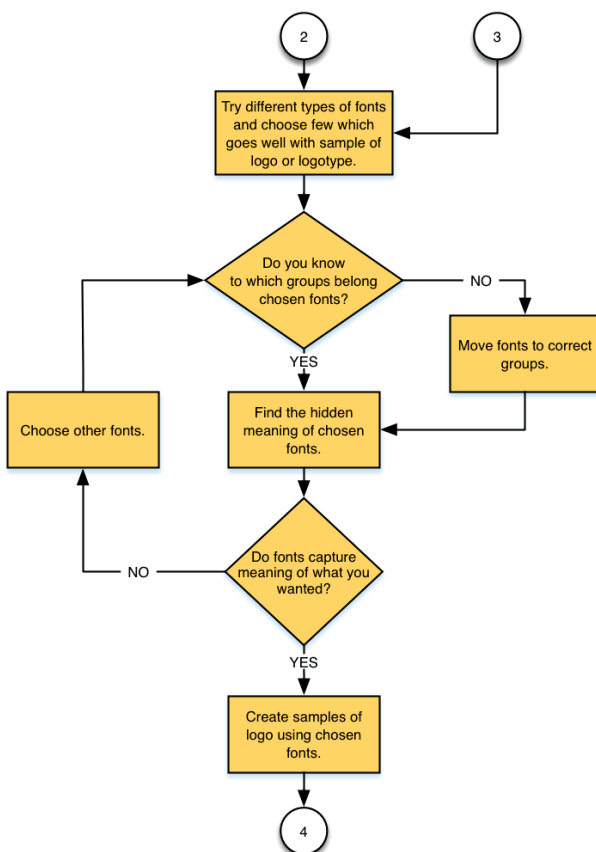 2
3
Try different types of fonts
and choose few which
goes well with sample of
logo or logotype.
Do you know
to which groups belong
chosen fonts?
NO
Move fonts to correct
groups.
YES
Choose other fonts.
Find the hidden
meaning of chosen
fonts.
Do fonts capture
meaning of what you
wanted?
NO
YES
Create samples of
logo using chosen
fonts.
4